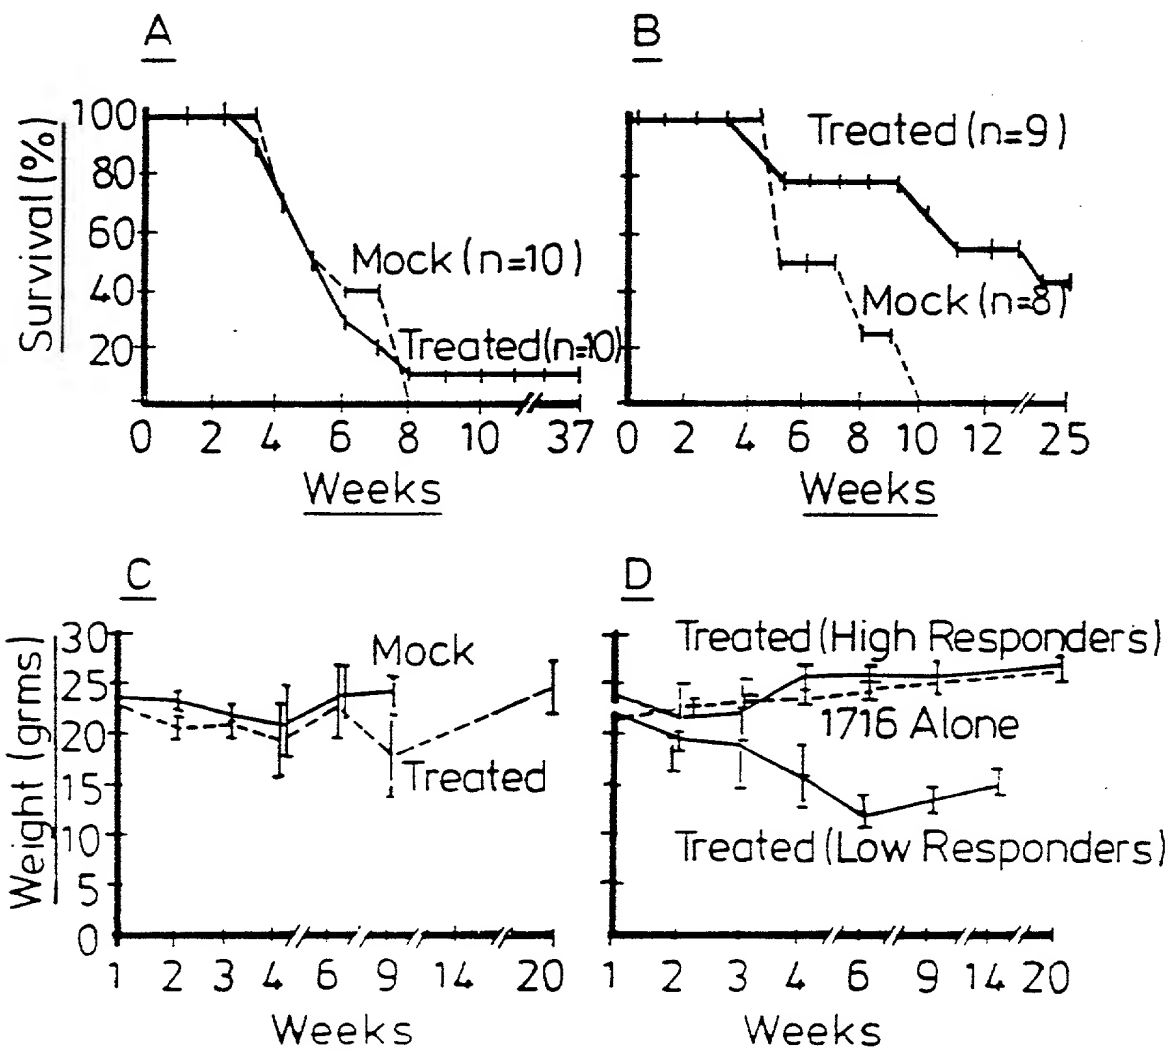 A
B
Survival (%)
100
80
60
40
20
Mock (n=10)
Treated(n=10)
0 2 4 6 8 10 37
Weeks
Treated (n=9)
Mock (n=8)
0 2 4 6 8 10 12 25
Weeks
C
D
Weight (grms)
30
25
20
15
10
5
0
Mock
Treated
1 2 3 4 6 9 14 20
Weeks
Treated (High Responders)
1716 Alone
Treated (Low Responders)
1 2 3 4 6 9 14 20
Weeks